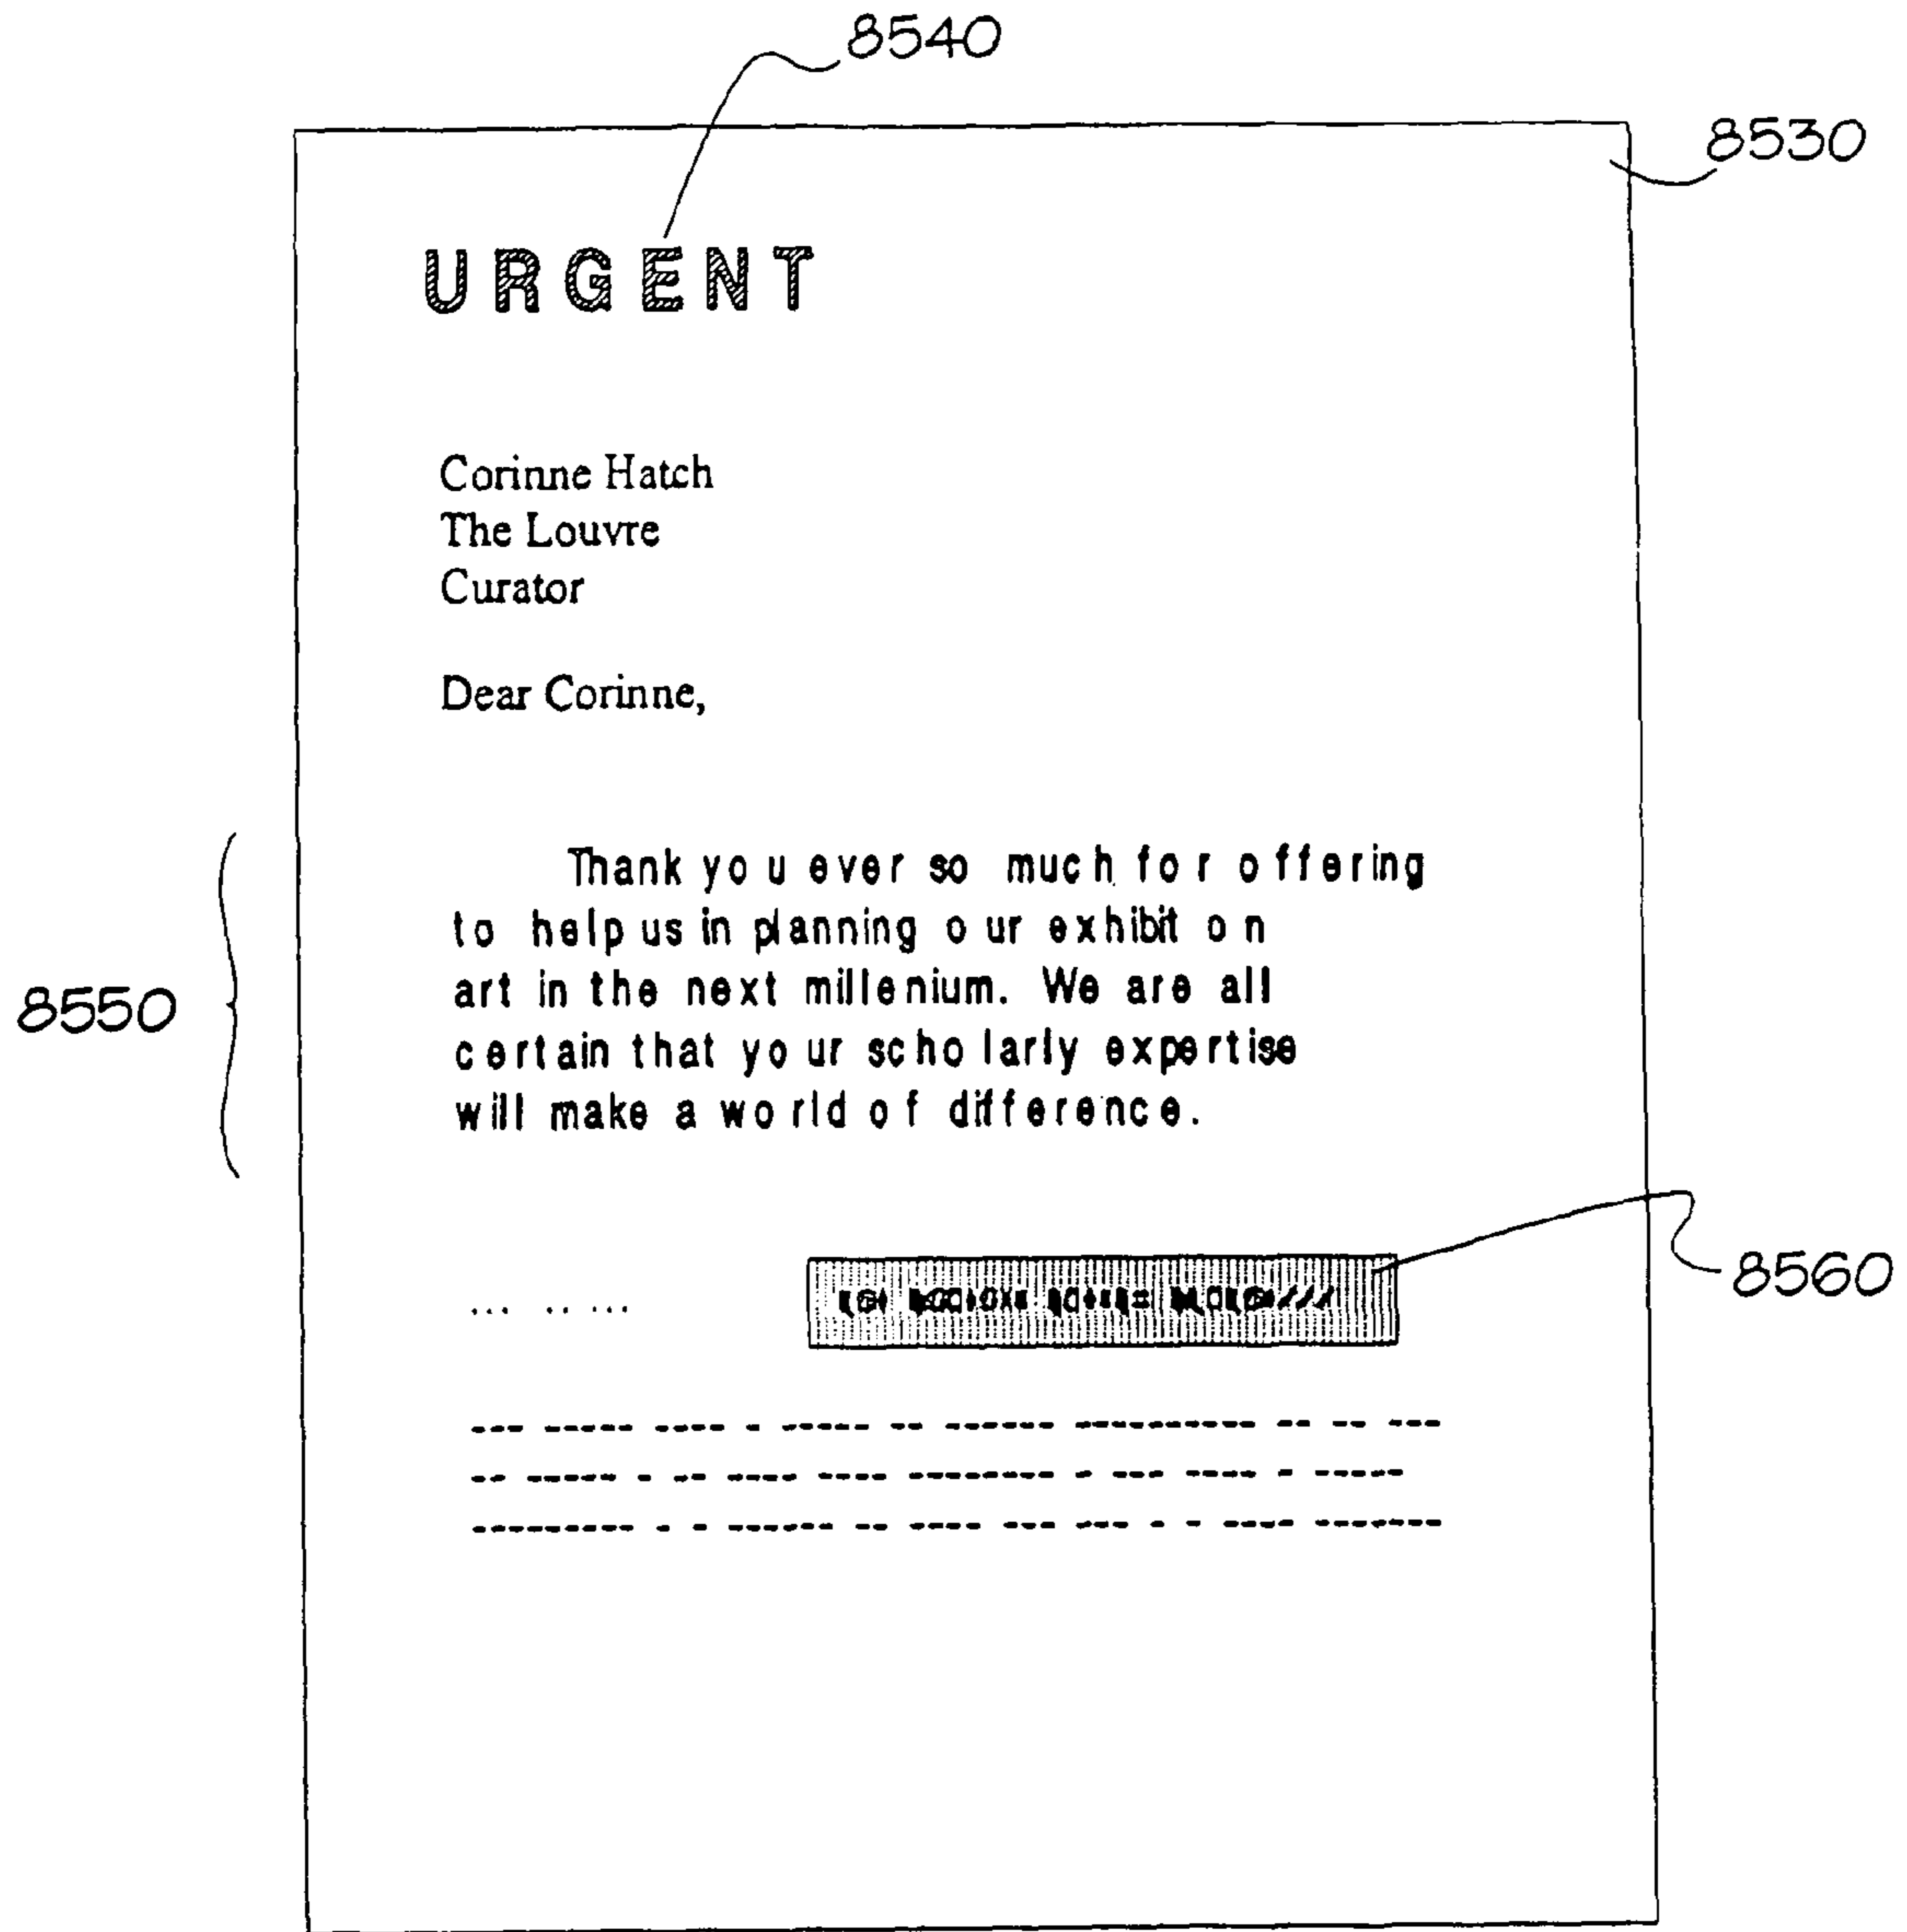 8540
8530
URGENT
Corinne Hatch
The Louvre
Curator
Dear Corinne,
Thank you ever so much for offering
to help us in planning our exhibit on
art in the next millenium. We are all
certain that your scholarly expertise
will make a world of difference.
8550
8560